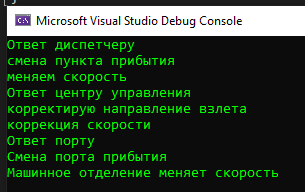 Microsoft Visual Studio Debug Console
Ответ диспетчеру
смена пункта прибытия
меняем скорость
Ответ центру управления
корректирую направление взлета
коррекция скорости
Ответ порту
Смена порта прибытия
Машинное отделение меняет скорость